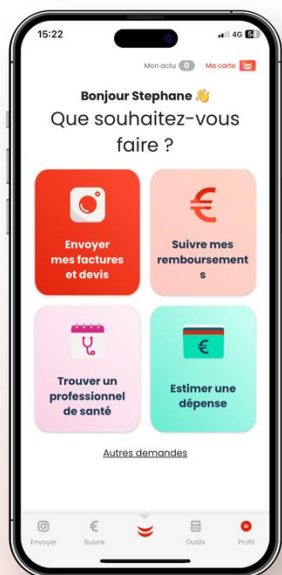 15:22
4G 54
Mon actu 0 Ma carte
Bonjour Stephane 👋
Que souhaitez-vous
faire ?
Envoyer
mes factures
et devis
Suivre mes
remboursement
s
Trouver un
professionnel
de santé
Estimer une
dépense
Autres demandes
Envoyer Suivre Outils Profil